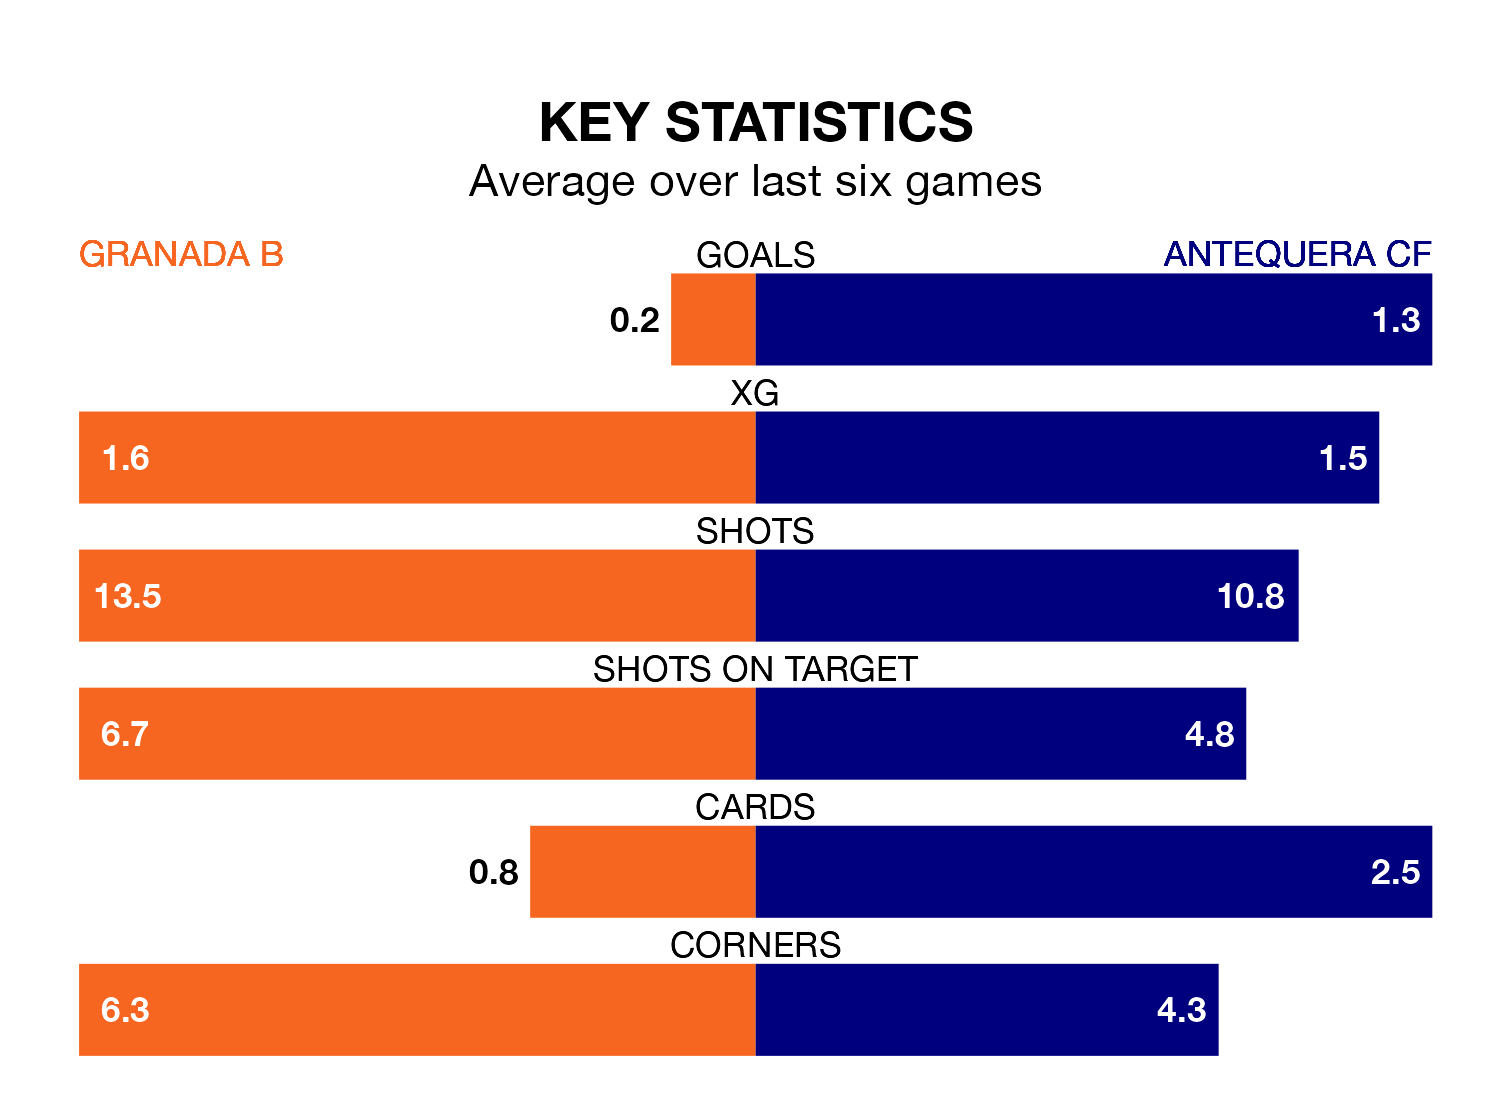 KEY STATISTICS
Average over last six games
GRANADA B GOALS ANTEQUERA CF
0.2 1.3
XG
1.6 1.5
SHOTS
13.5 10.8
SHOTS ON TARGET
6.7 4.8
CARDS
0.8 2.5
CORNERS
6.3 4.3